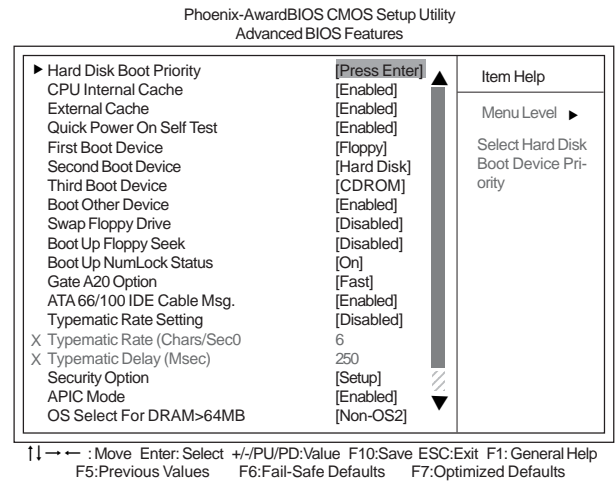 Phoenix-AwardBIOS CMOS Setup Utility
Advanced BIOS Features
▶ Hard Disk Boot Priority [Press Enter]
CPU Internal Cache [Enabled]
External Cache [Enabled]
Quick Power On Self Test [Enabled]
First Boot Device [Floppy]
Second Boot Device [Hard Disk]
Third Boot Device [CDROM]
Boot Other Device [Enabled]
Swap Floppy Drive [Disabled]
Boot Up Floppy Seek [Disabled]
Boot Up NumLock Status [On]
Gate A20 Option [Fast]
ATA 66/100 IDE Cable Msg. [Enabled]
Typematic Rate Setting [Disabled]
X Typematic Rate (Chars/Sec0 6
X Typematic Delay (Msec) 250
Security Option [Setup]
APIC Mode [Enabled]
OS Select For DRAM>64MB [Non-OS2]
Item Help
Menu Level ▶
Select Hard Disk
Boot Device Pri-
ority
↑↓→← : Move Enter: Select +/-/PU/PD:Value F10:Save ESC:Exit F1: General Help
F5:Previous Values F6:Fail-Safe Defaults F7:Optimized Defaults